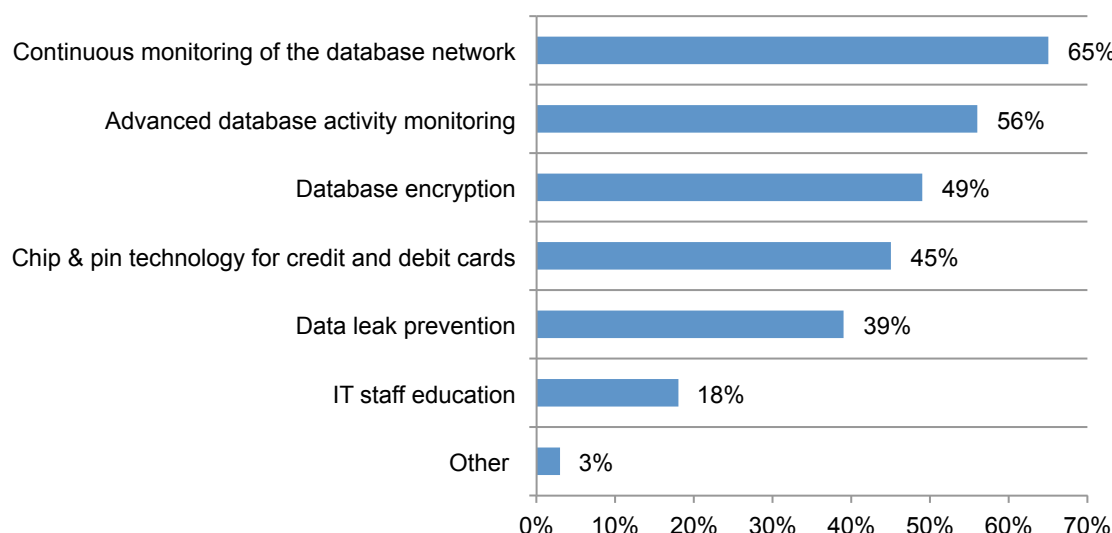 Continuous monitoring of the database network 65%
Advanced database activity monitoring 56%
Database encryption 49%
Chip & pin technology for credit and debit cards 45%
Data leak prevention 39%
IT staff education 18%
Other 3%
0% 10% 20% 30% 40% 50% 60% 70%